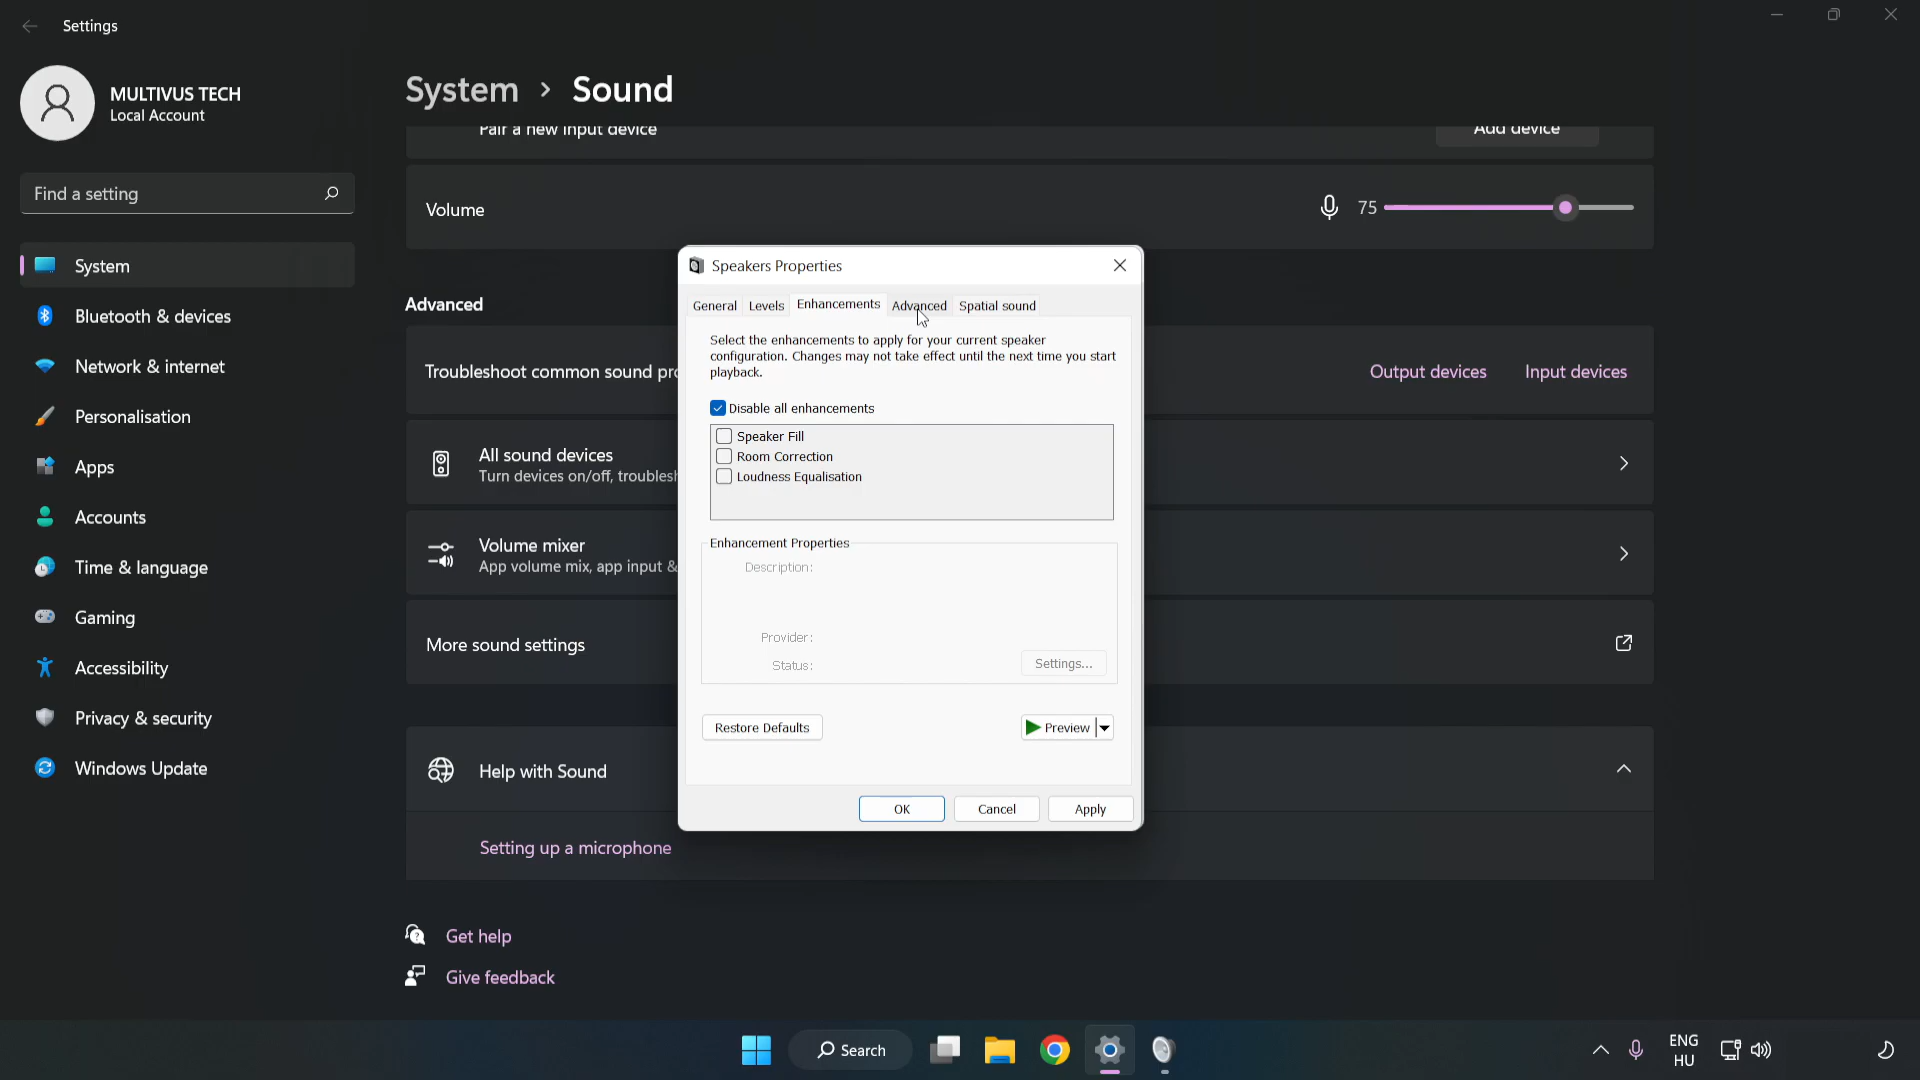 Settings
MULTIVUS TECH
Local Account
Find a setting
System
Bluetooth & devices
Network & internet
Personalisation
Apps
Accounts
Time & language
Gaming
Accessibility
Privacy & security
Windows Update
System > Sound
Pair a new input device
Add device
Volume
75
Advanced
Troubleshoot common sound
Output devices
Input devices
All sound devices
Turn devices on/off,
Volume mixer
App volume mix, app input &
More sound settings
Help with Sound
Setting up a microphone
Get help
Give feedback
Speakers Properties
General
Levels
Enhancements
Advanced
Spatial sound
Select the enhancements to apply for your current speaker
configuration. Changes may not take effect until the next time you start
playback.
Disable all enhancements
Speaker Fill
Room Correction
Loudness Equalisation
Enhancement Properties
Description:
Provider:
Status:
Settings...
Restore Defaults
Preview
OK
Cancel
Apply
Search
ENG
HU